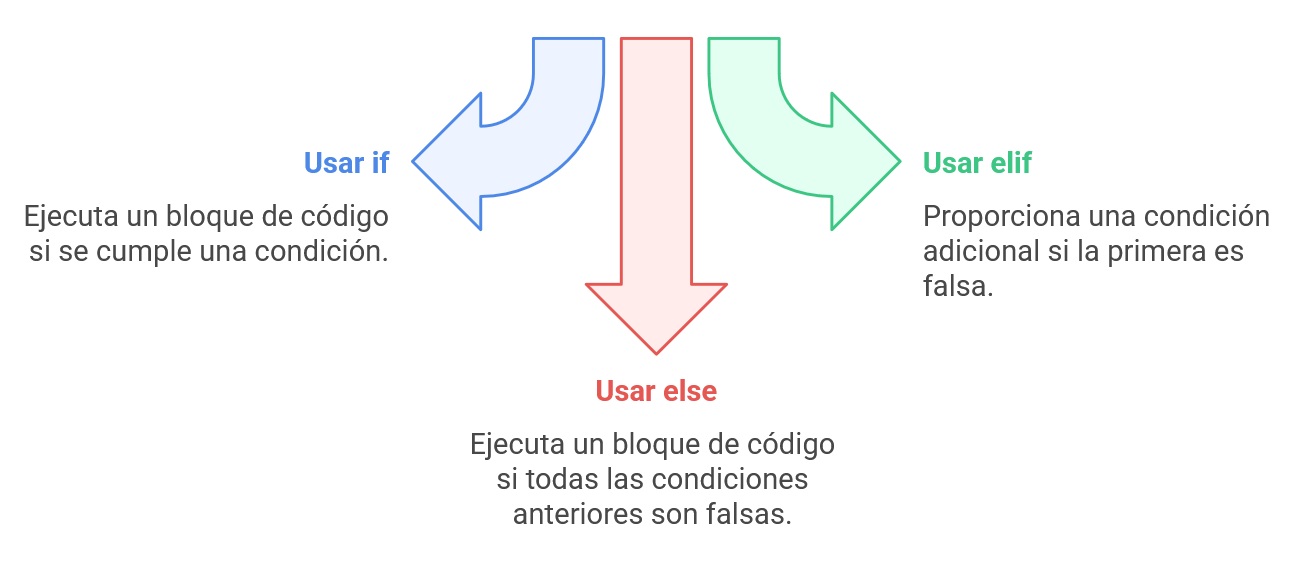 Usar if
Ejecuta un bloque de código
si se cumple una condición.
Usar elif
Proporciona una condición
adicional si la primera es
falsa.
Usar else
Ejecuta un bloque de código
si todas las condiciones
anteriores son falsas.